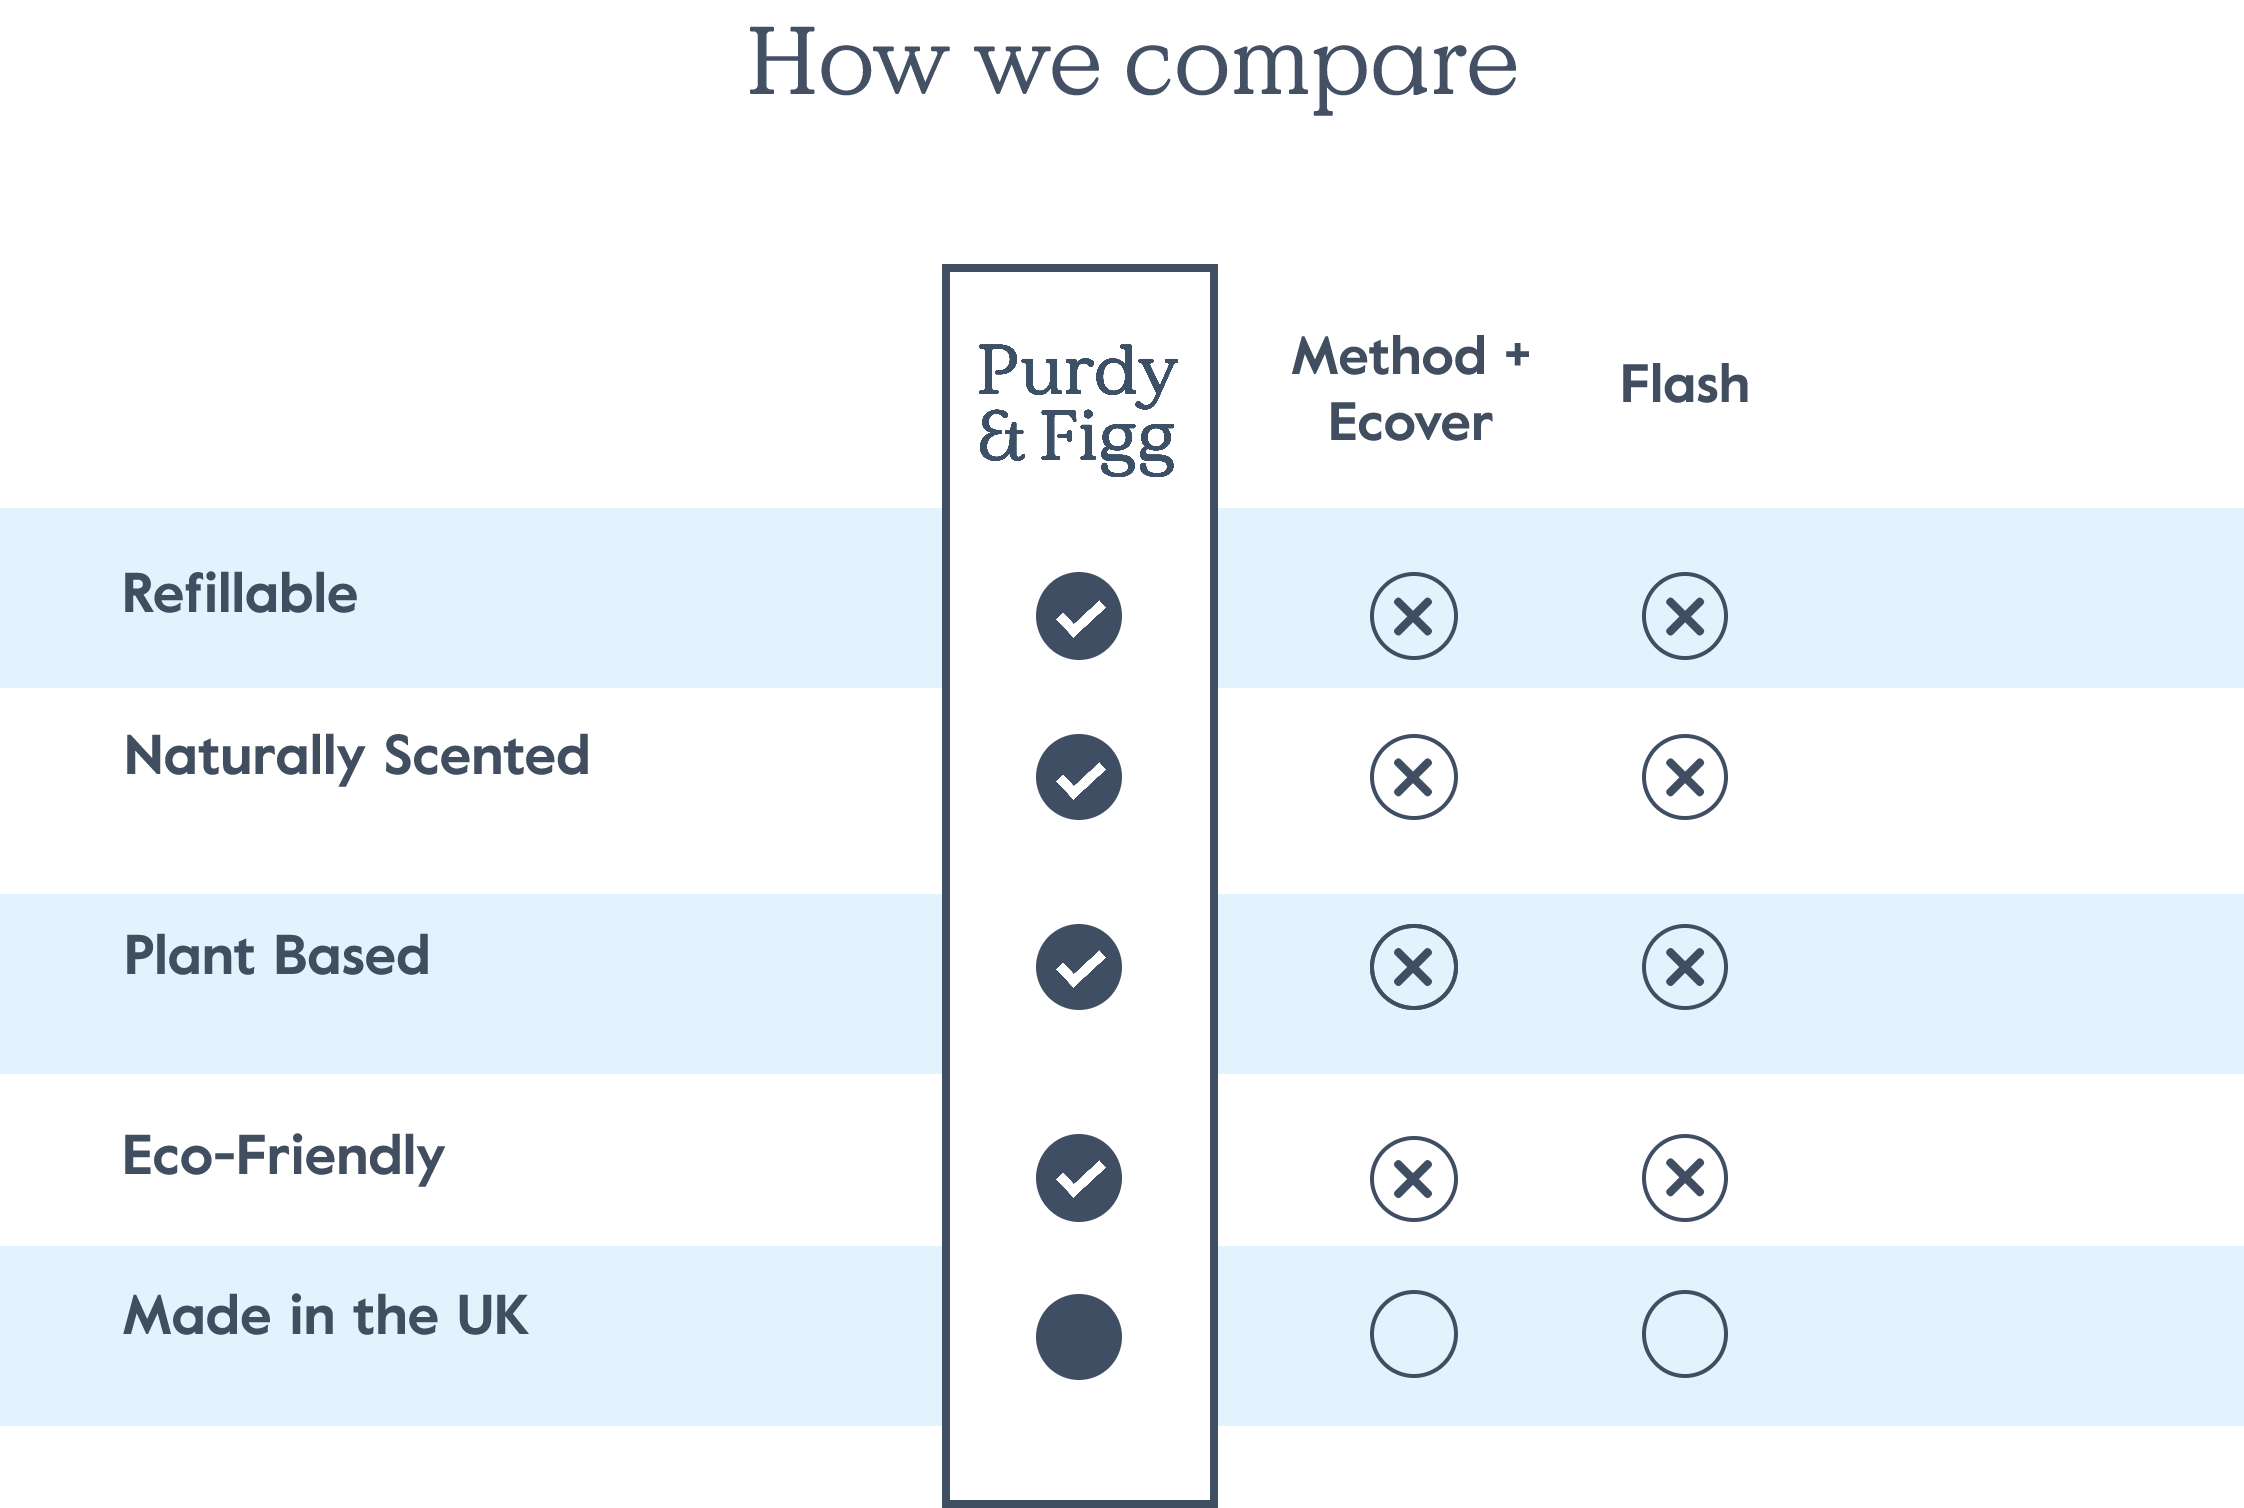 How we compare
Purdy
& Figg
Method +
Ecover
Flash
Refillable
Naturally Scented
Plant Based
Eco-Friendly
Made in the UK